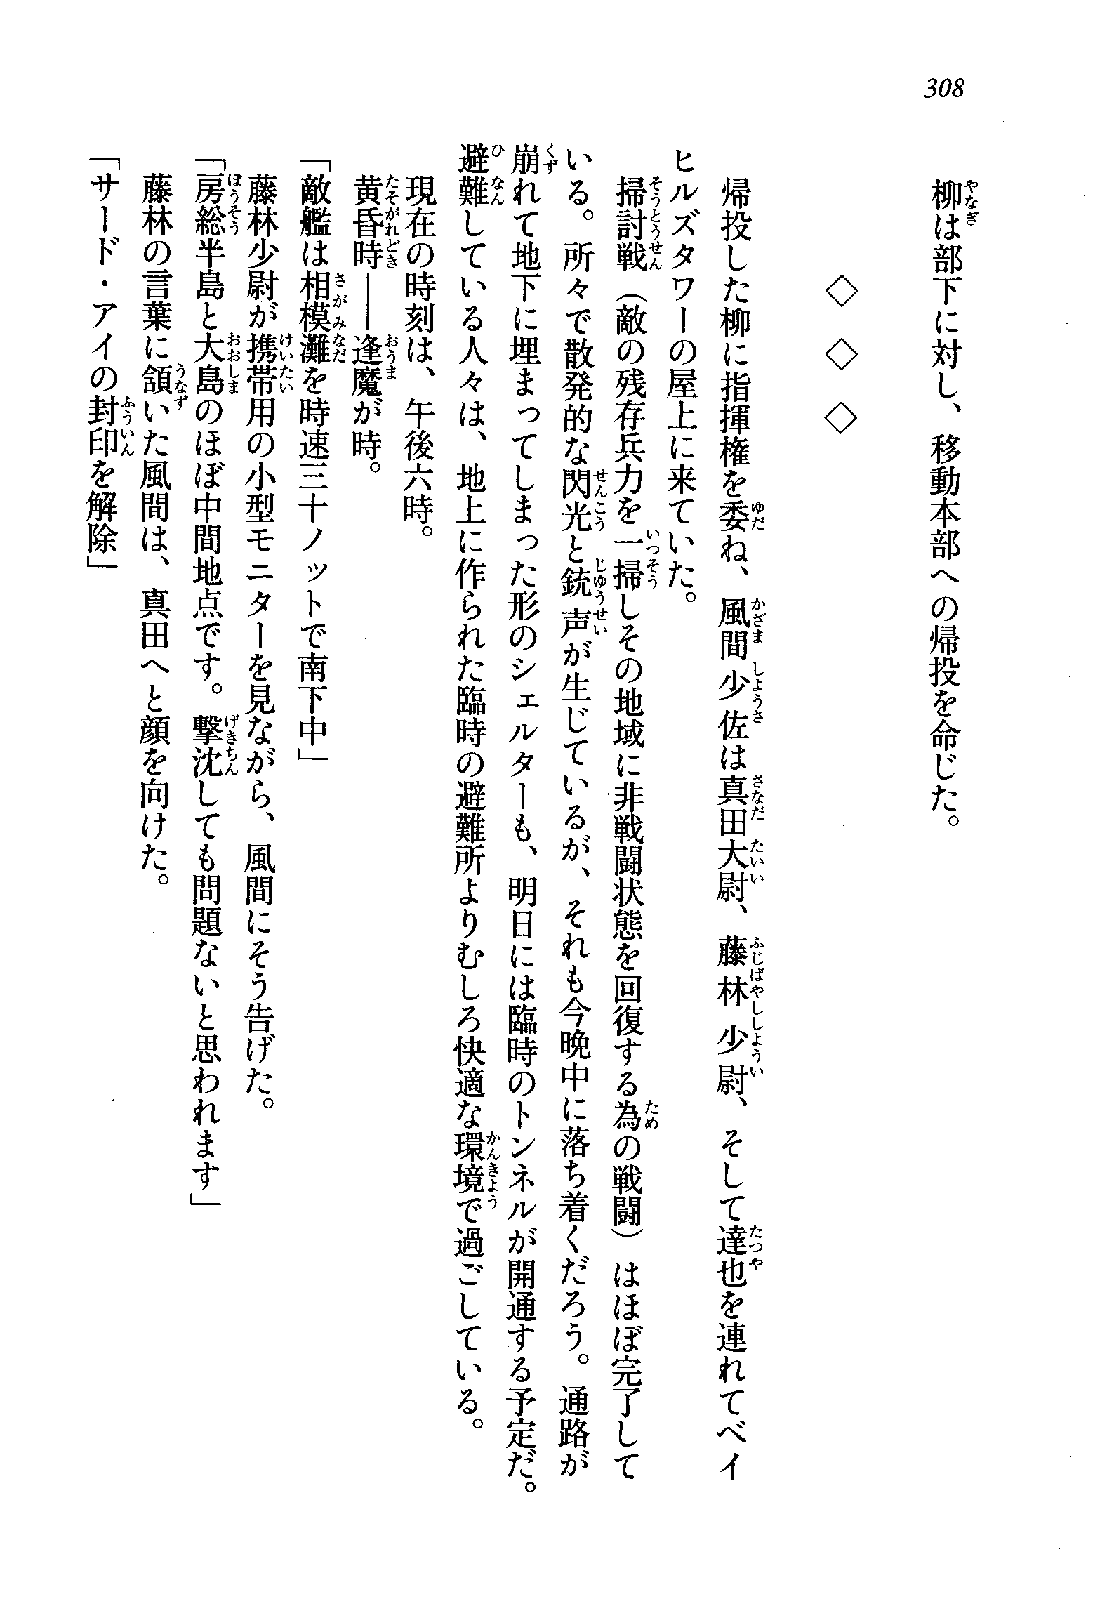 308
柳は部下に対し、移動本部への帰投を命じた。
◇　◇　◇
帰投した柳に指揮権を委ね、風間少佐は真田大尉、藤林少尉、そして達也を連れてベイ
ヒルズタワーの屋上に来ていた。
掃討戦（敵の残存兵力を一掃しその地域に非戦闘状態を回復する為の戦闘）はほぼ完了して
いる。所々で散発的な閃光と銃声が生じているが、それも今晩中に落ち着くだろう。通路が
崩れて地下に埋まってしまった形のシェルターも、明日には臨時のトンネルが開通する予定だ。
避難している人々は、地上に作られた臨時の避難所よりむしろ快適な環境で過ごしている。
現在の時刻は、午後六時。
黄昏時――逢魔が時。
「敵艦は相模灘を時速三十ノットで南下中」
藤林少尉が携帯用の小型モニターを見ながら、風間にそう告げた。
「房総半島と大島のほぼ中間地点です。撃沈しても問題ないと思われます」
藤林の言葉に頷いた風間は、真田へと顔を向けた。
「サード・アイの封印を解除」